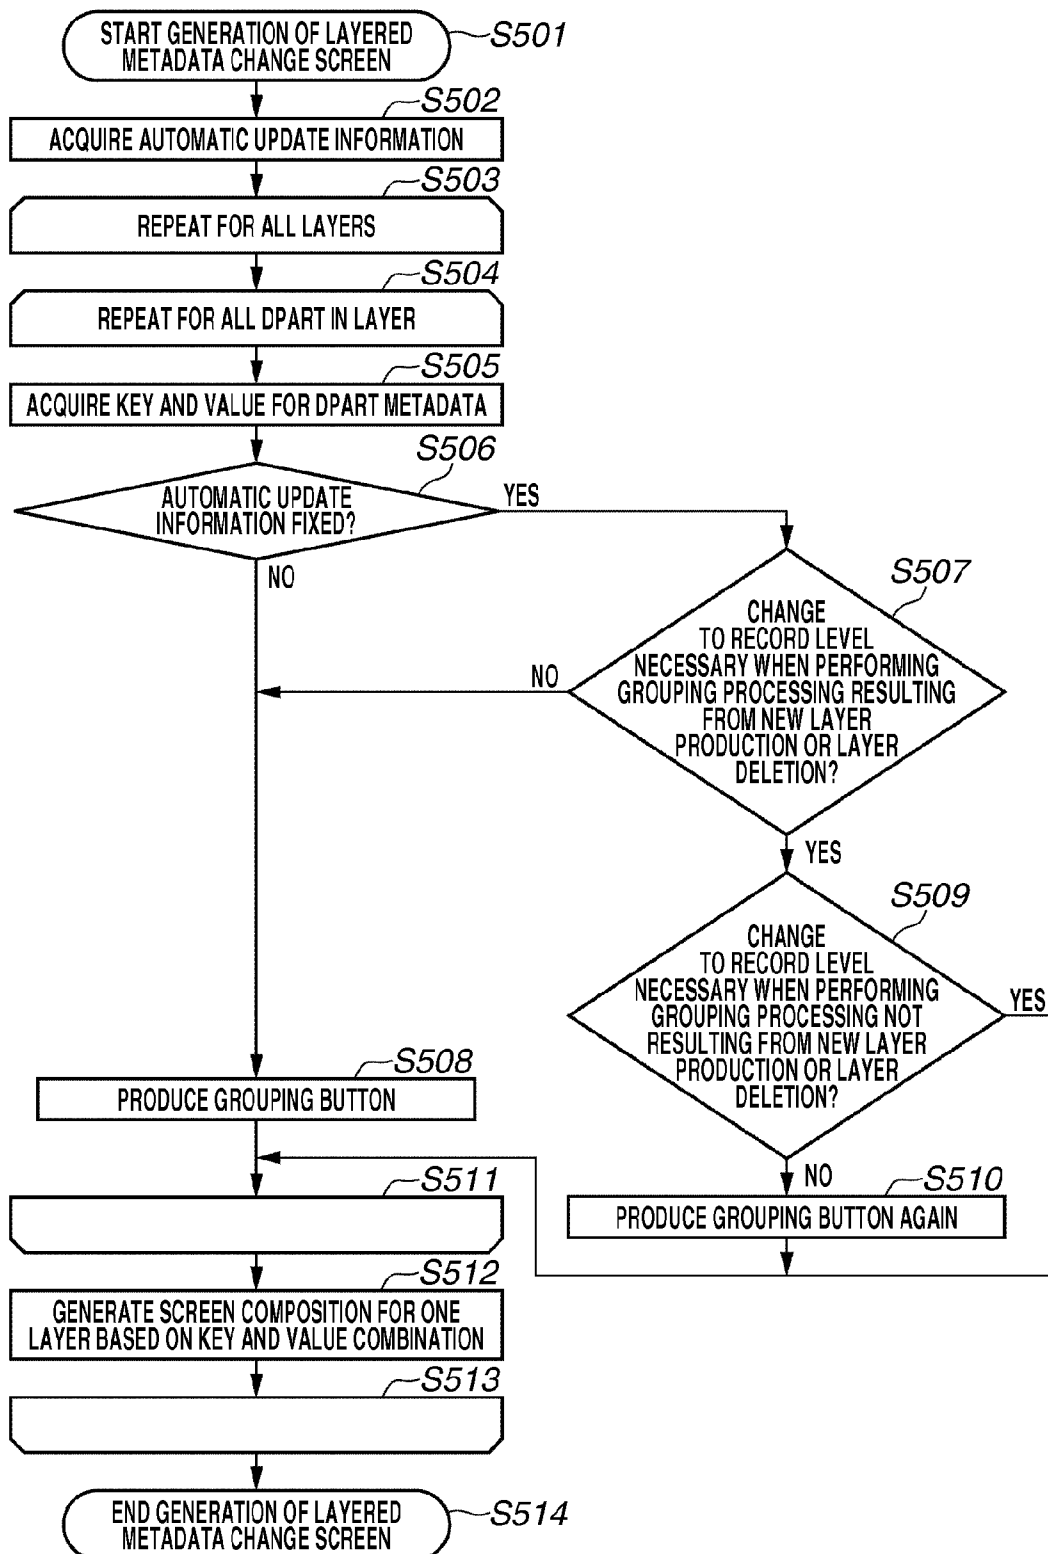 START GENERATION OF LAYERED
METADATA CHANGE SCREEN
S501
S502
ACQUIRE AUTOMATIC UPDATE INFORMATION
S503
REPEAT FOR ALL LAYERS
S504
REPEAT FOR ALL DPART IN LAYER
S505
ACQUIRE KEY AND VALUE FOR DPART METADATA
S506
AUTOMATIC UPDATE
INFORMATION FIXED?
YES
NO
S507
CHANGE
TO RECORD LEVEL
NECESSARY WHEN PERFORMING
GROUPING PROCESSING RESULTING
FROM NEW LAYER
PRODUCTION OR LAYER
DELETION?
NO
YES
S509
CHANGE
TO RECORD LEVEL
NECESSARY WHEN PERFORMING
GROUPING PROCESSING NOT
RESULTING FROM NEW LAYER
PRODUCTION OR LAYER
DELETION?
YES
NO
S508
PRODUCE GROUPING BUTTON
S510
PRODUCE GROUPING BUTTON AGAIN
S511
S512
GENERATE SCREEN COMPOSITION FOR ONE
LAYER BASED ON KEY AND VALUE COMBINATION
S513
END GENERATION OF LAYERED
METADATA CHANGE SCREEN
S514